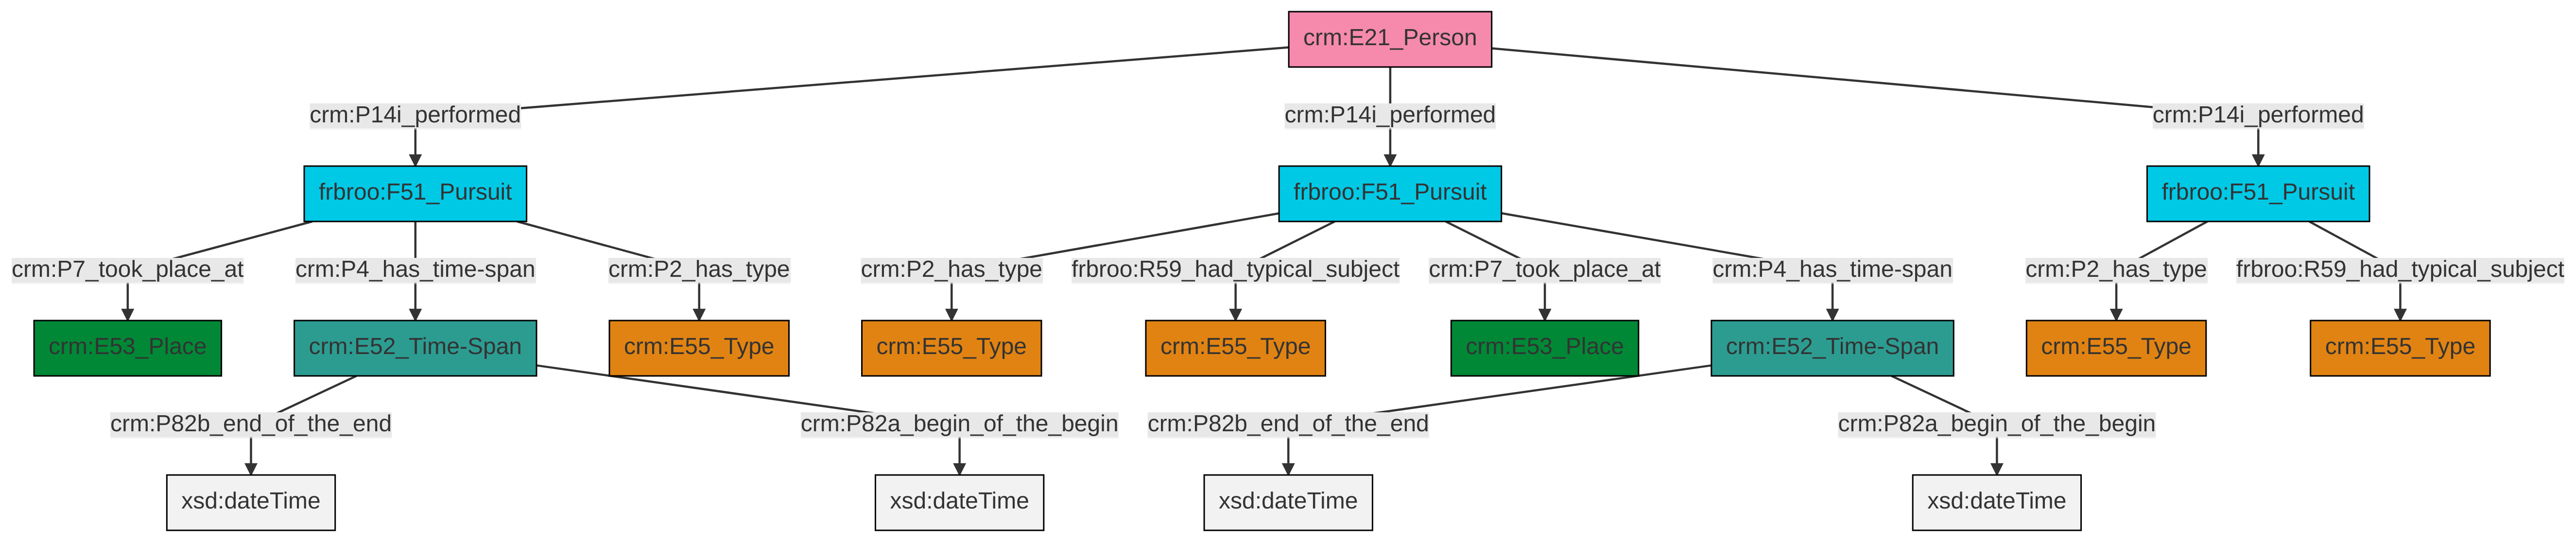 crm:E21_Person
crm:P14i_performed
crm:P14i_performed
crm:P14i_performed
frbroo:F51_Pursuit
frbroo:F51_Pursuit
frbroo:F51_Pursuit
crm:P7_took_place_at
crm:P4_has_time-span
crm:P2_has_type
crm:P2_has_type
frbroo:R59_had_typical_subject
crm:P7_took_place_at
crm:P4_has_time-span
crm:P2_has_type
frbroo:R59_had_typical_subject
crm:E53_Place
crm:E52_Time-Span
crm:E55_Type
crm:E55_Type
crm:E55_Type
crm:E53_Place
crm:E52_Time-Span
crm:E55_Type
crm:E55_Type
crm:P82b_end_of_the_end
crm:P82a_begin_of_the_begin
crm:P82b_end_of_the_end
crm:P82a_begin_of_the_begin
xsd:dateTime
xsd:dateTime
xsd:dateTime
xsd:dateTime